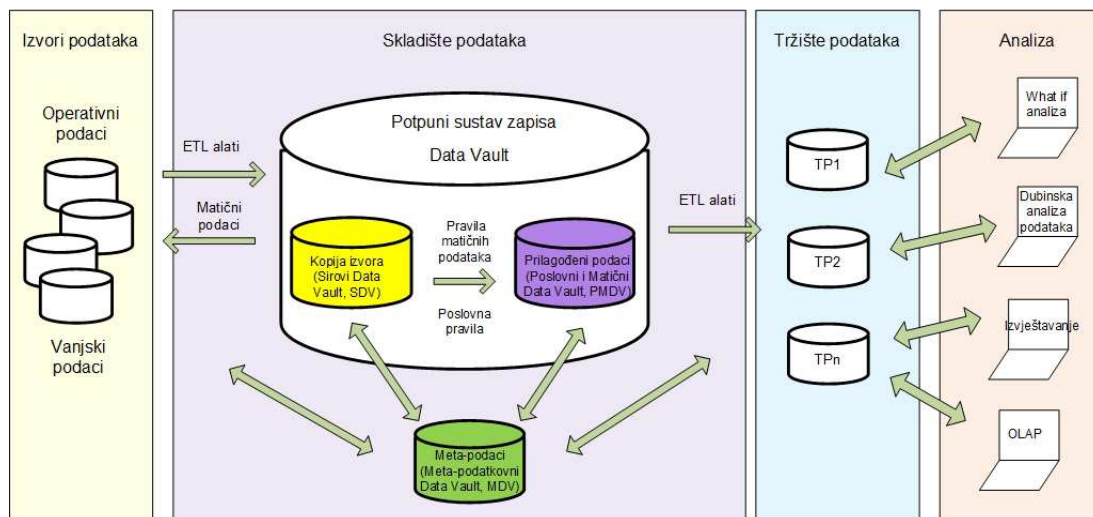 Izvori podataka
Operativni
podaci
Vanjski
podaci
Skladište podataka
ETL alati
Matični
podaci
Potpuni sustav zapisa
Data Vault
Kopija izvora
(Sirovi Data
Vault, SDV)
Pravila
matičnih
podataka
Poslovna
pravila
Prilagođeni podaci
(Poslovni i Matični
Data Vault, PMDV)
Meta-podaci
(Meta-podatkovni
Data Vault, MDV)
ETL alati
Tržište podataka
TP1
TP2
TPn
Analiza
What if
analiza
Dubinska
analiza
podataka
Izvještavanje
OLAP